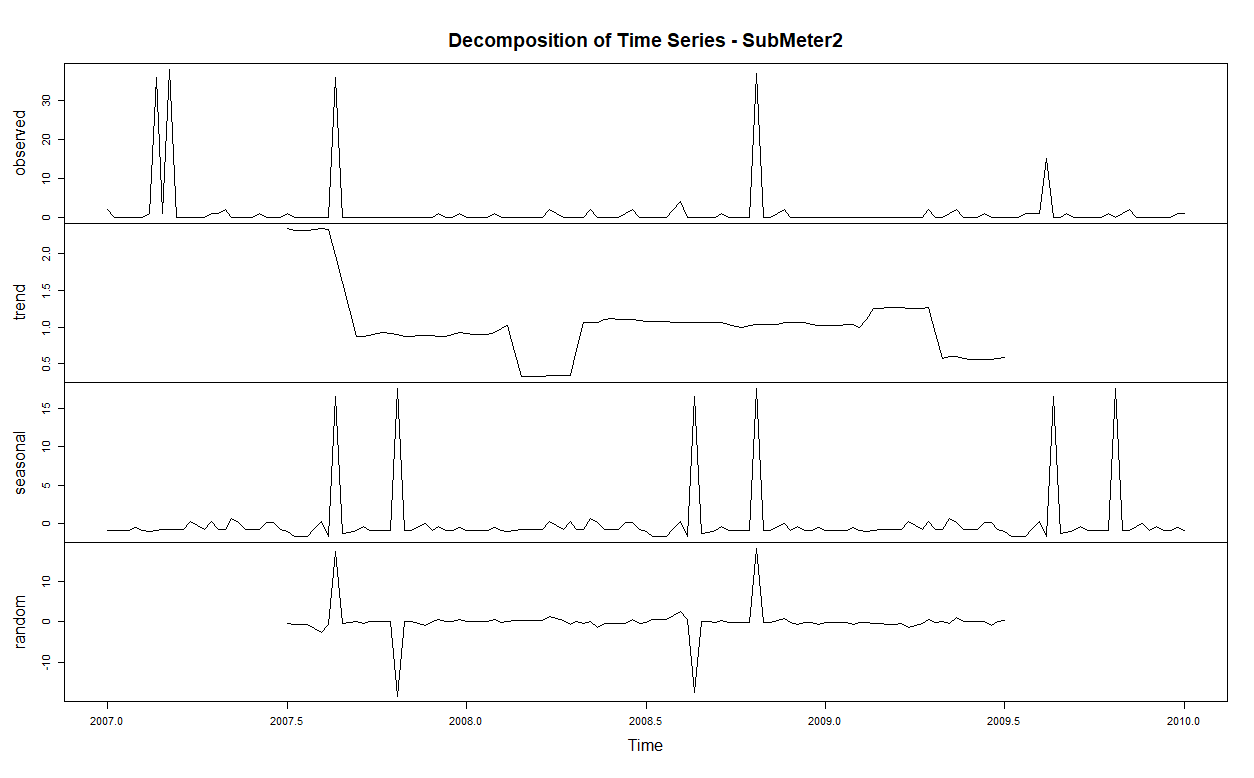 Decomposition of Time Series - SubMeter2
observed
0 10 20 30
trend
0.5 1.0 1.5 2.0
seasonal
0 5 10 15
random
-10 0 10
2007.0 2007.5 2008.0 2008.5 2009.0 2009.5 2010.0
Time